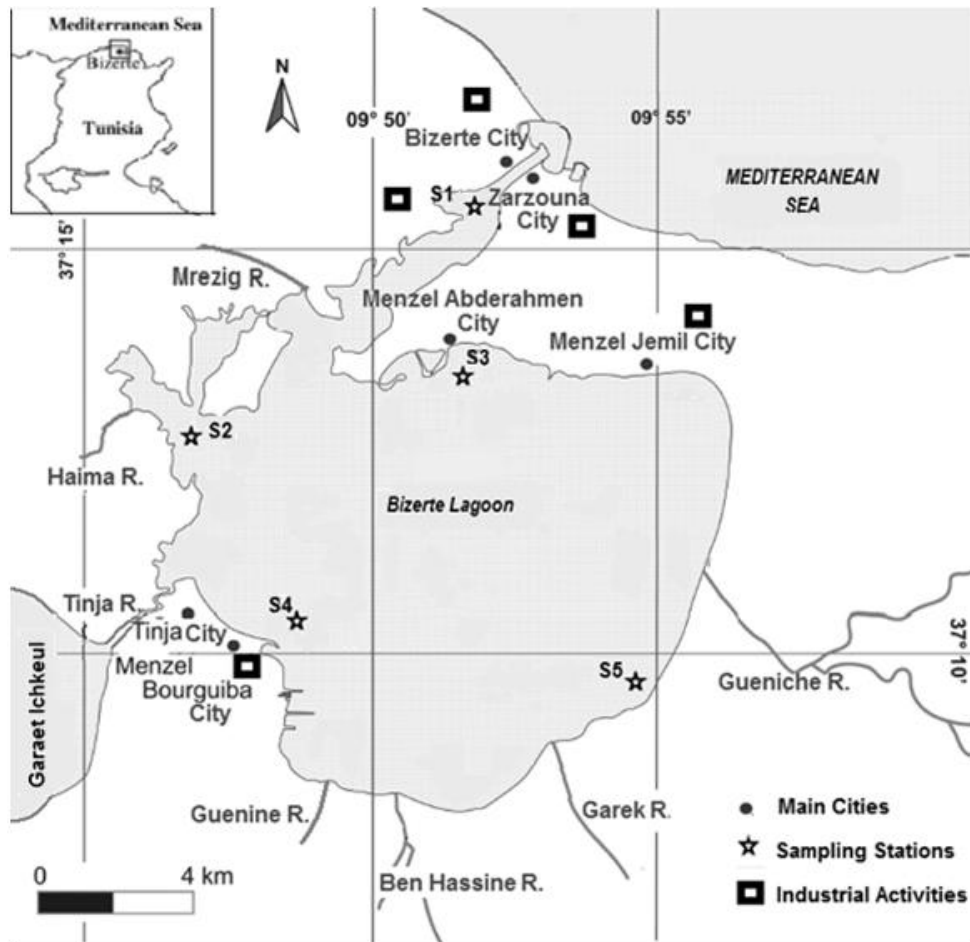 Mediterranean Sea
Bizerte
Tunisia
N
09° 50'
09° 55'
Bizerte City
S1
Zarzouna
City
MEDITERRANEAN
SEA
37° 15'
Mrezig R.
Menzel Abderahmen
City
S3
Menzel Jemil City
S2
Haima R.
Bizerte Lagoon
Tinja R.
S4
Tinja City
Menzel
Bourguiba
City
S5
Gueniche R.
37° 10'
Garaet Ichkeul
Guenine R.
Garek R.
Ben Hassine R.
Main Cities
Sampling Stations
Industrial Activities
0 4 km